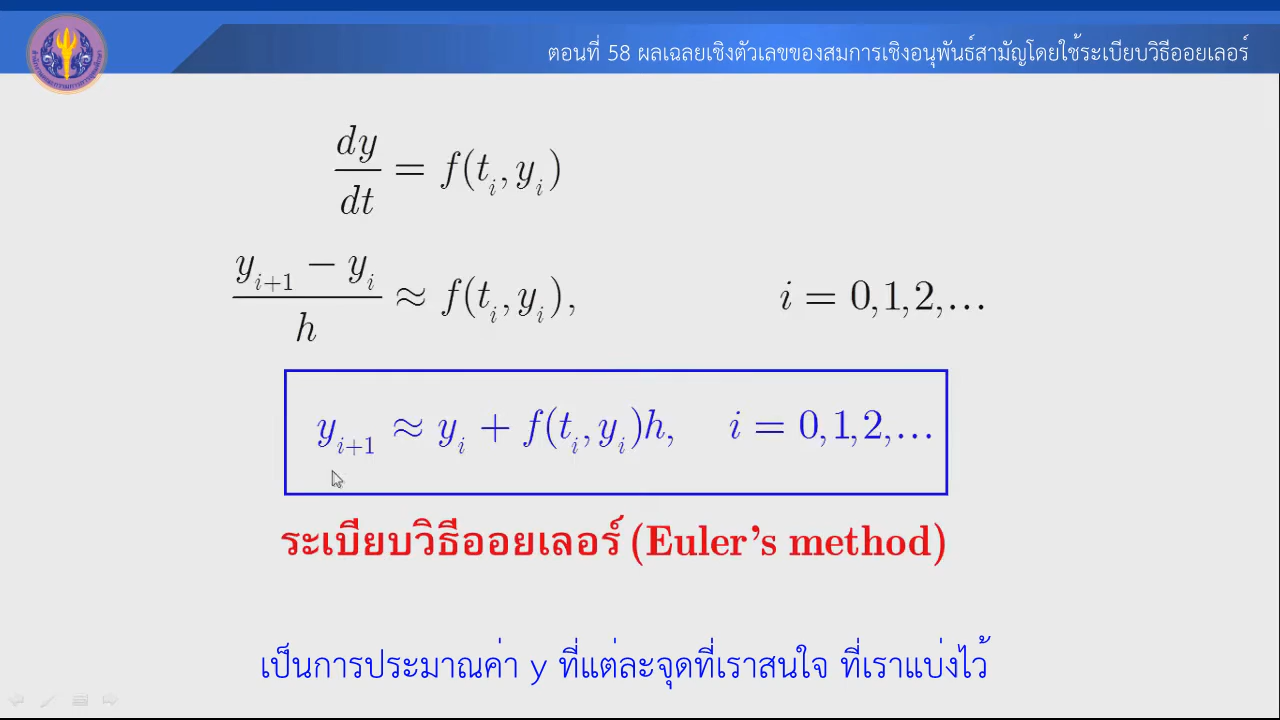 ตอนที่ 58 ผลเฉลยเชิงตัวเลขของสมการเชิงอนุพันธ์สามัญโดยใช้ระเบียบวิธีออยเลอร์
dy/dt = f(t_i, y_i)
(y_{i+1} − y_i)/h ≈ f(t_i, y_i), i = 0,1,2,…
y_{i+1} ≈ y_i + f(t_i, y_i)h, i = 0,1,2,…
ระเบียบวิธีออยเลอร์ (Euler's method)
เป็นการประมาณค่า y ที่แต่ละจุดที่เราสนใจ ที่เราแบ่งไว้